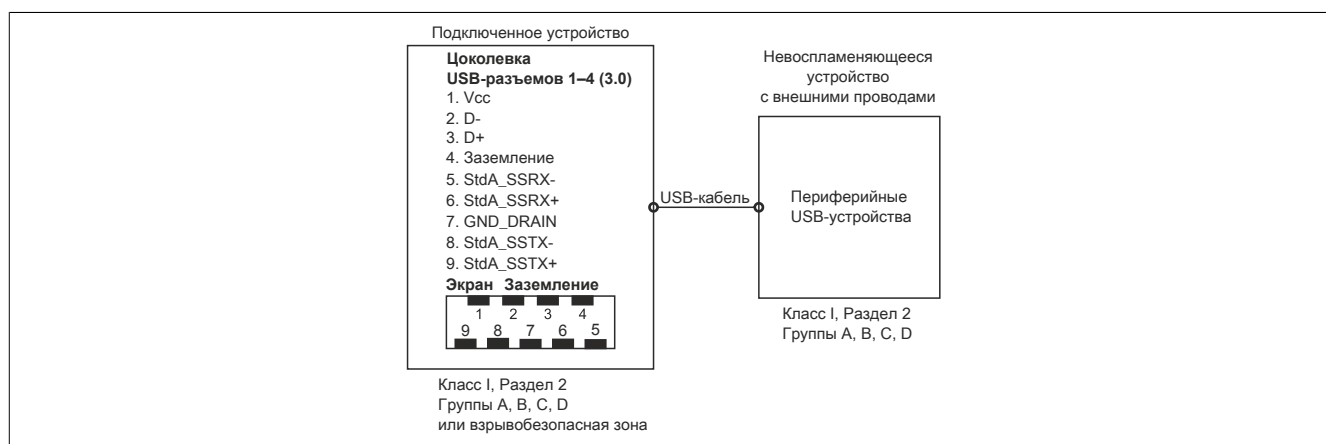 Подключенное устройство
Цоколевка
USB-разъемов 1–4 (3.0)
1. Vcc
2. D-
3. D+
4. Заземление
5. StdA_SSRX-
6. StdA_SSRX+
7. GND_DRAIN
8. StdA_SSTX-
9. StdA_SSTX+
Экран Заземление
1 2 3 4
9 8 7 6 5
Класс I, Раздел 2
Группы A, B, C, D
или взрывобезопасная зона
USB-кабель
Невоспламеняющееся
устройство
с внешними проводами
Периферийные
USB-устройства
Класс I, Раздел 2
Группы A, B, C, D